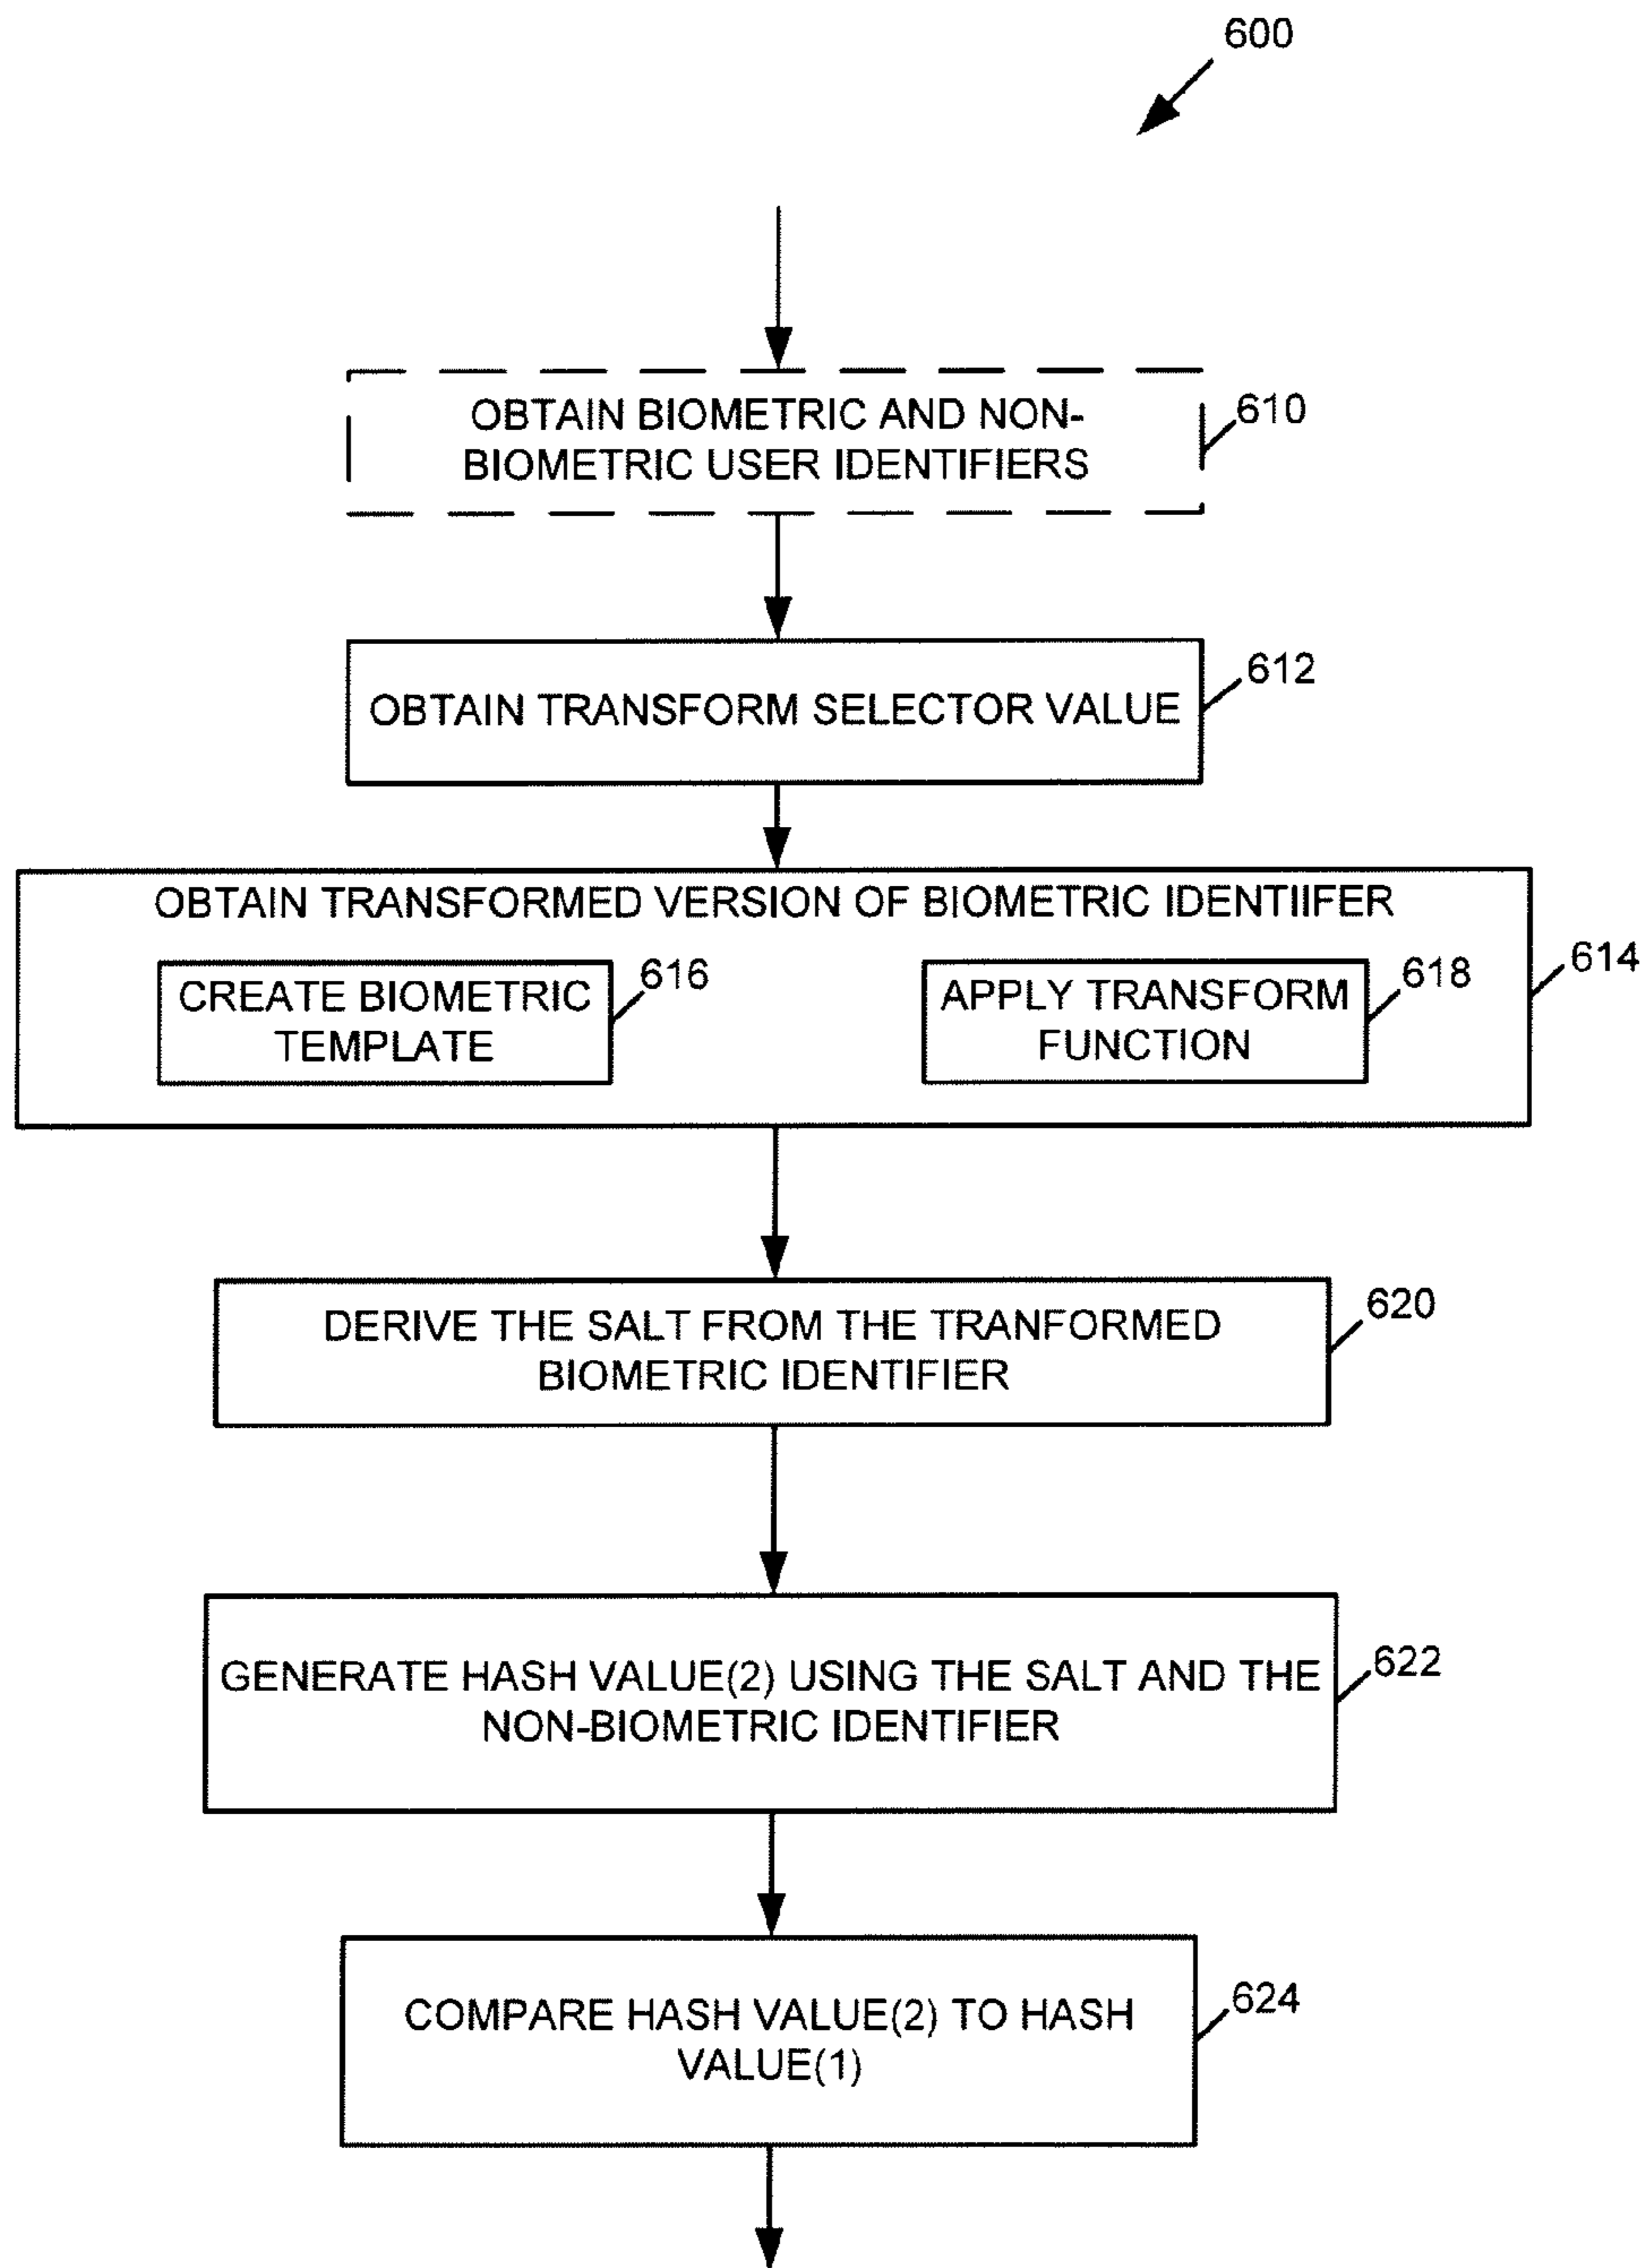 600
OBTAIN BIOMETRIC AND NON-
BIOMETRIC USER IDENTIFIERS
610
OBTAIN TRANSFORM SELECTOR VALUE
612
OBTAIN TRANSFORMED VERSION OF BIOMETRIC IDENTIIFER
614
CREATE BIOMETRIC
TEMPLATE
616
APPLY TRANSFORM
FUNCTION
618
DERIVE THE SALT FROM THE TRANFORMED
BIOMETRIC IDENTIFIER
620
GENERATE HASH VALUE(2) USING THE SALT AND THE
NON-BIOMETRIC IDENTIFIER
622
COMPARE HASH VALUE(2) TO HASH
VALUE(1)
624